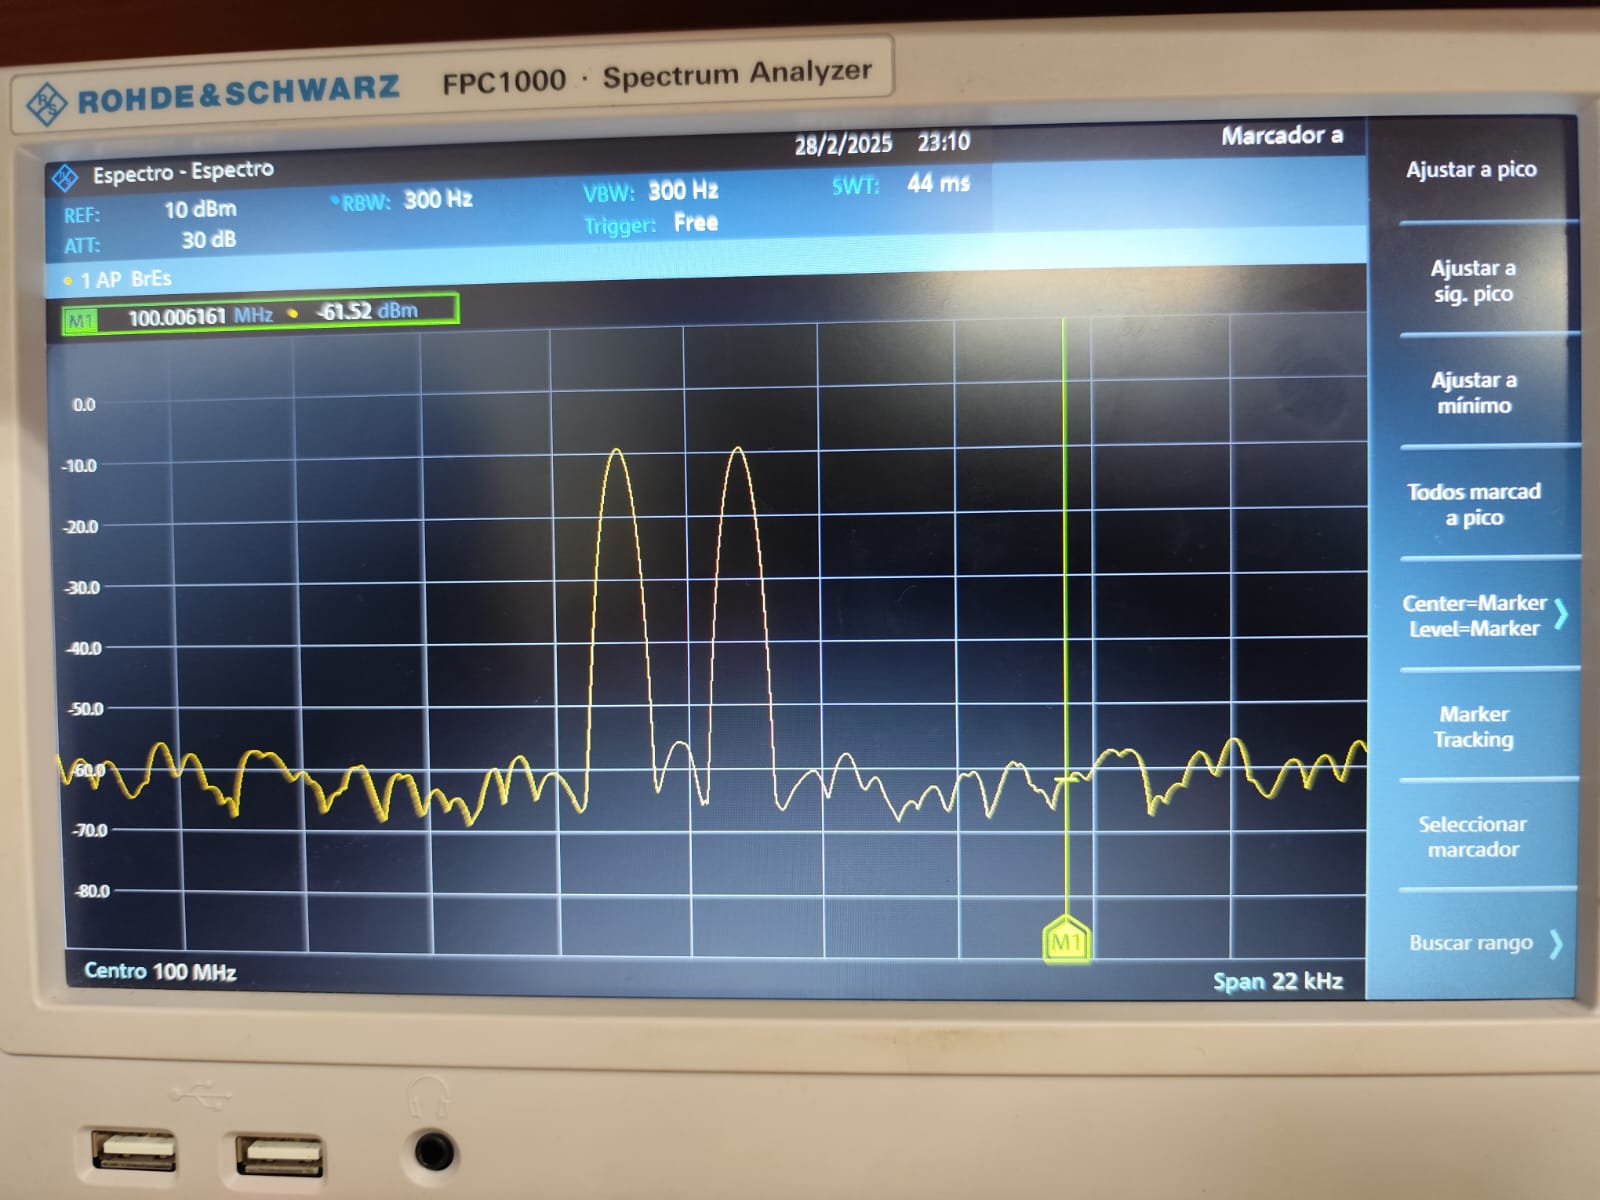 ROHDE & SCHWARZ FPC1000 · Spectrum Analyzer
28/2/2025 23:10 Marcador a
Espectro - Espectro
REF: 10 dBm RBW: 300 Hz VBW: 300 Hz SWT: 44 ms
ATT: 30 dB Trigger: Free
1 AP BrEs
M1 100.006161 MHz -61.52 dBm
0.0
-10.0
-20.0
-30.0
-40.0
-50.0
-60.0
-70.0
-80.0
M1
Centro 100 MHz Span 22 kHz
Ajustar a pico
Ajustar a
sig. pico
Ajustar a
mínimo
Todos marcad
a pico
Center=Marker
Level=Marker
Marker
Tracking
Seleccionar
marcador
Buscar rango